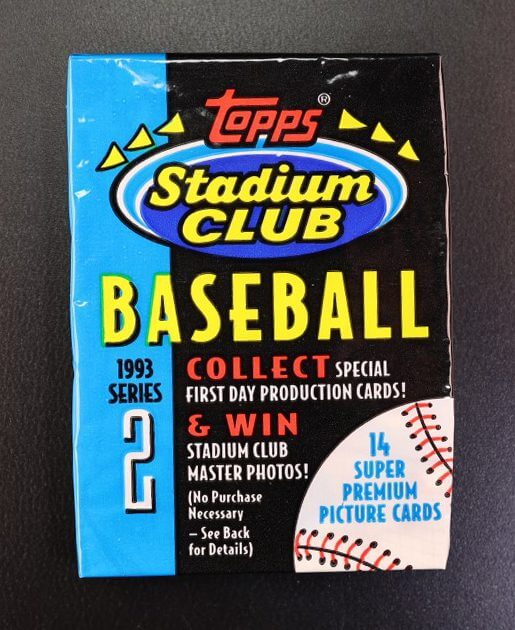 Topps®
Stadium
CLUB
BASEBALL
1993
SERIES
2
COLLECT SPECIAL
FIRST DAY PRODUCTION CARDS!
& WIN
STADIUM CLUB
MASTER PHOTOS!
(No Purchase
Necessary
– See Back
for Details)
14
SUPER
PREMIUM
PICTURE CARDS